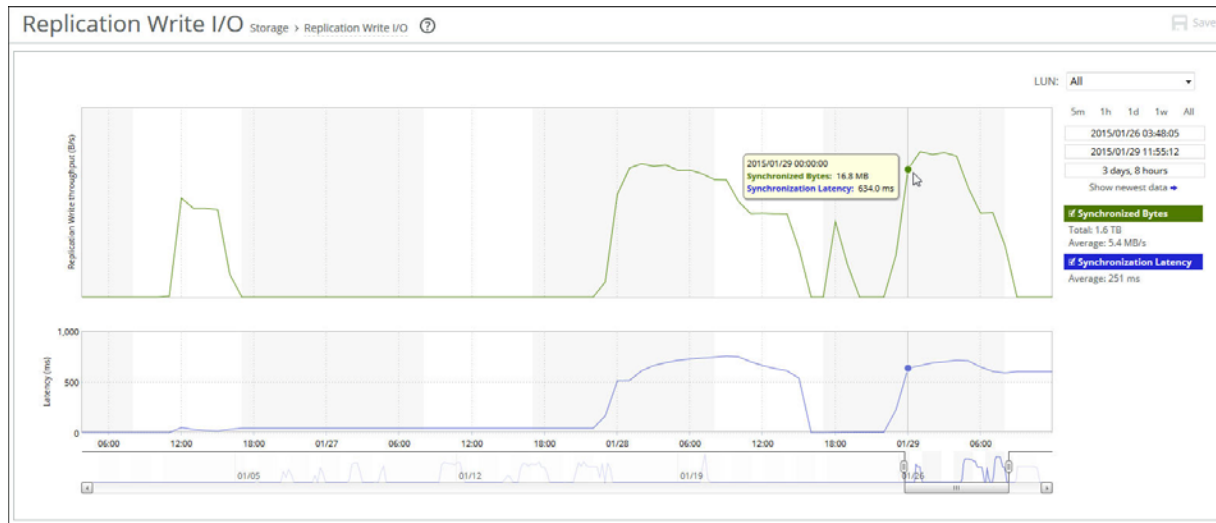 Replication Write I/O Storage › Replication Write I/O ?
Save
LUN: All
5m 1h 1d 1w All
2015/01/26 03:48:05
2015/01/29 11:55:12
3 days, 8 hours
Show newest data
Synchronized Bytes
Total: 1.6 TB
Average: 5.4 MB/s
Synchronization Latency
Average: 251 ms
Replication Write throughput (B/s)
2015/01/29 00:00:00
Synchronized Bytes: 16.8 MB
Synchronization Latency: 634.0 ms
Latency (ms)
1,000
500
0
06:00 12:00 18:00 01/27 06:00 12:00 18:00 01/28 06:00 12:00 18:00 01/29 06:00
01/05 01/12 01/19 01/26